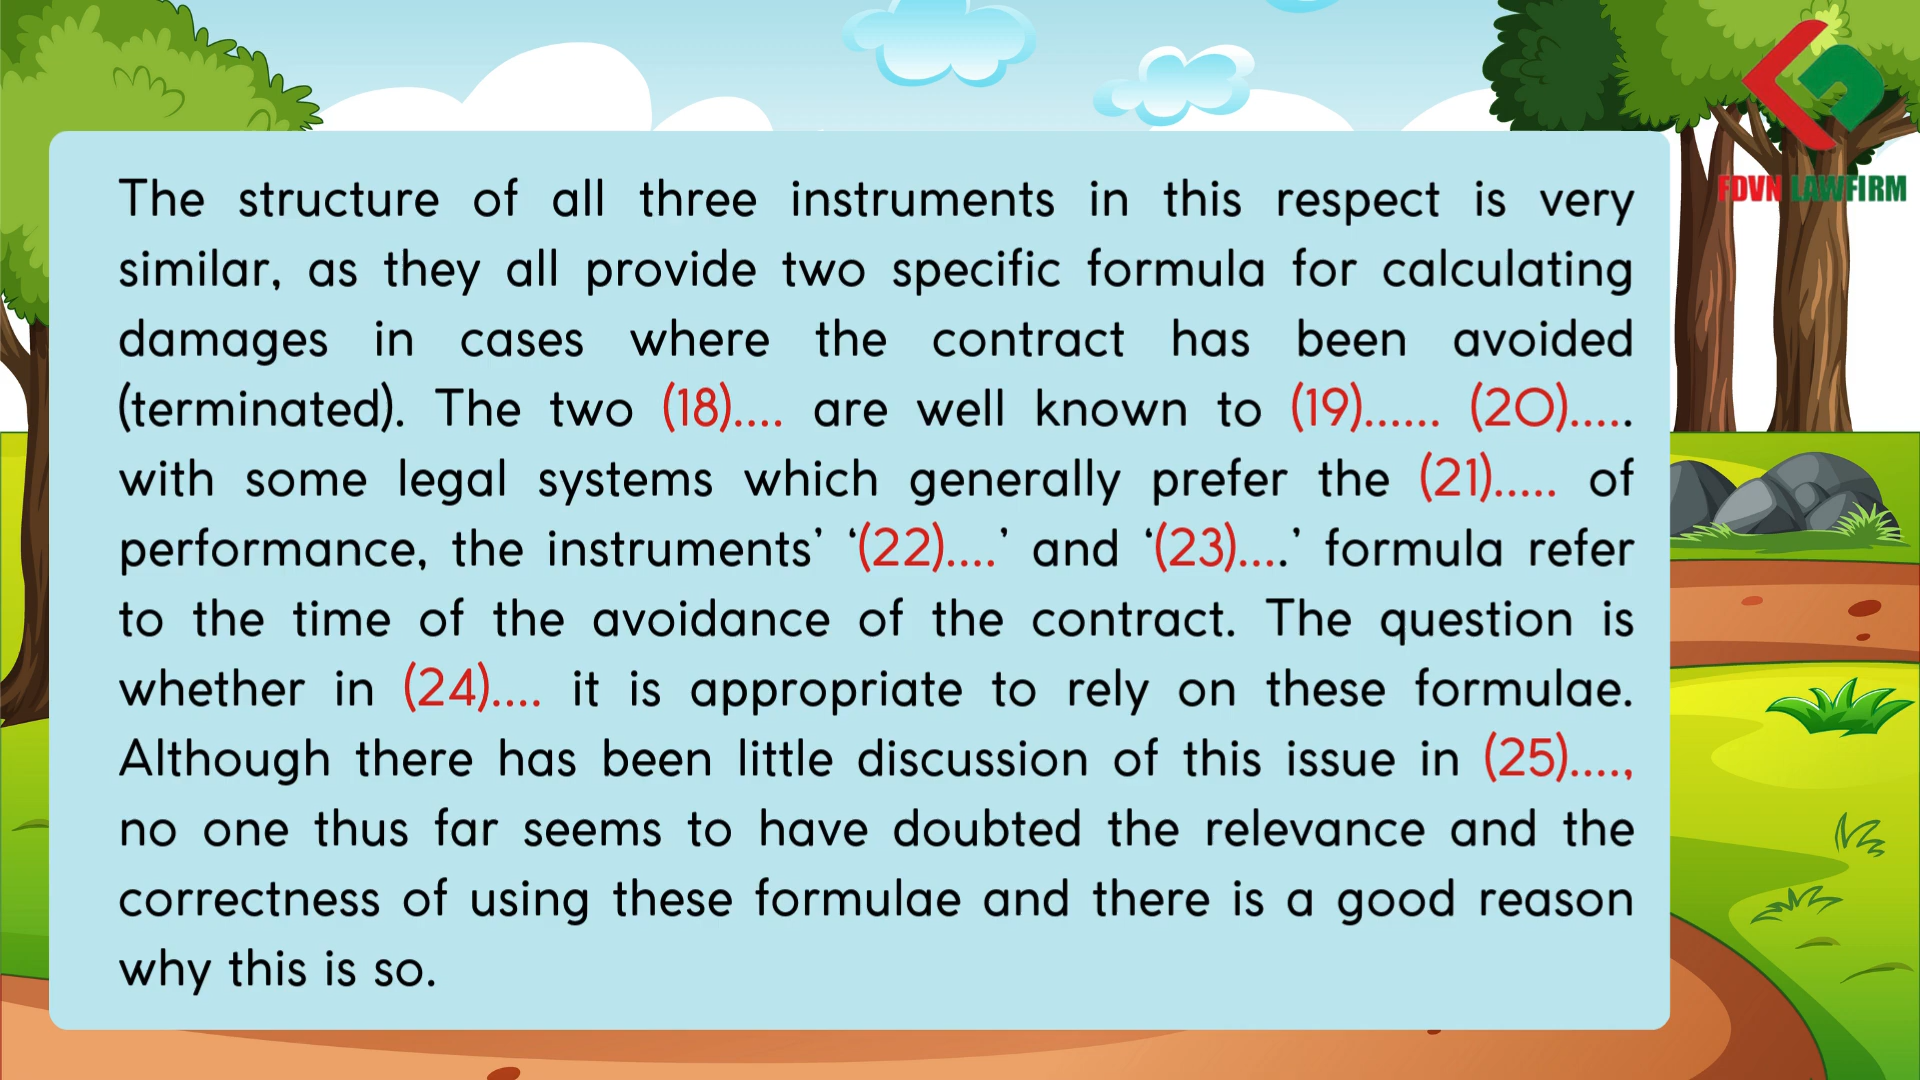 FDVN LAWFIRM
The structure of all three instruments in this respect is very
similar, as they all provide two specific formula for calculating
damages in cases where the contract has been avoided
(terminated). The two (18).... are well known to (19)...... (20).....
with some legal systems which generally prefer the (21)..... of
performance, the instruments’ ‘(22)....’ and ‘(23)....’ formula refer
to the time of the avoidance of the contract. The question is
whether in (24).... it is appropriate to rely on these formulae.
Although there has been little discussion of this issue in (25)....,
no one thus far seems to have doubted the relevance and the
correctness of using these formulae and there is a good reason
why this is so.